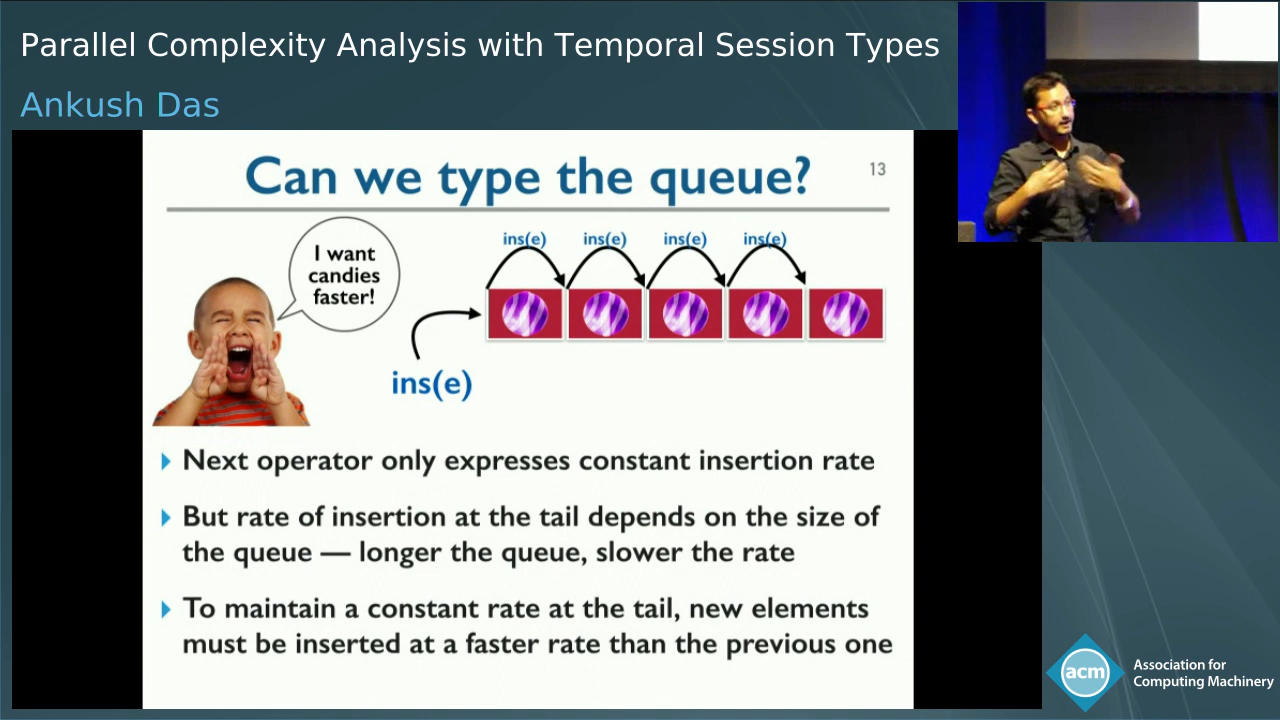 Parallel Complexity Analysis with Temporal Session Types
Ankush Das
Can we type the queue?
13
I want
candies
faster!
ins(e) ins(e) ins(e) ins(e)
ins(e)
Next operator only expresses constant insertion rate
But rate of insertion at the tail depends on the size of
the queue — longer the queue, slower the rate
To maintain a constant rate at the tail, new elements
must be inserted at a faster rate than the previous one
acm
Association for
Computing Machinery